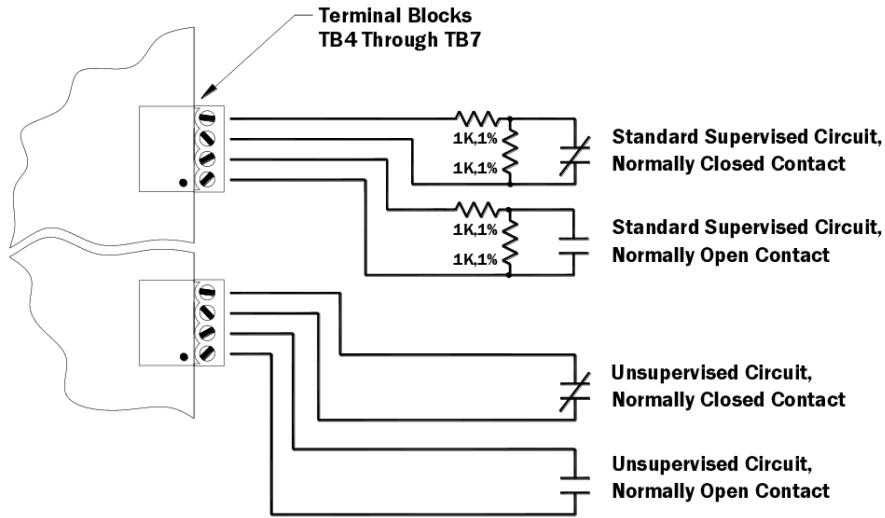 Terminal Blocks
TB4 Through TB7
1K,1%
1K,1%
Standard Supervised Circuit,
Normally Closed Contact
1K,1%
1K,1%
Standard Supervised Circuit,
Normally Open Contact
Unsupervised Circuit,
Normally Closed Contact
Unsupervised Circuit,
Normally Open Contact